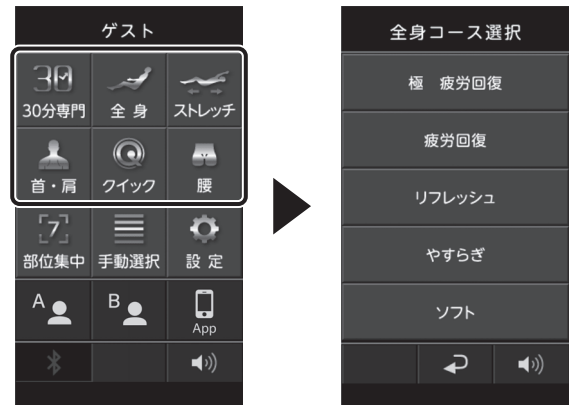 ゲスト
30
30分専門
全身
ストレッチ
首・肩
クイック
腰
7
部位集中
手動選択
設定
A
B
App
全身コース選択
極 疲労回復
疲労回復
リフレッシュ
やすらぎ
ソフト